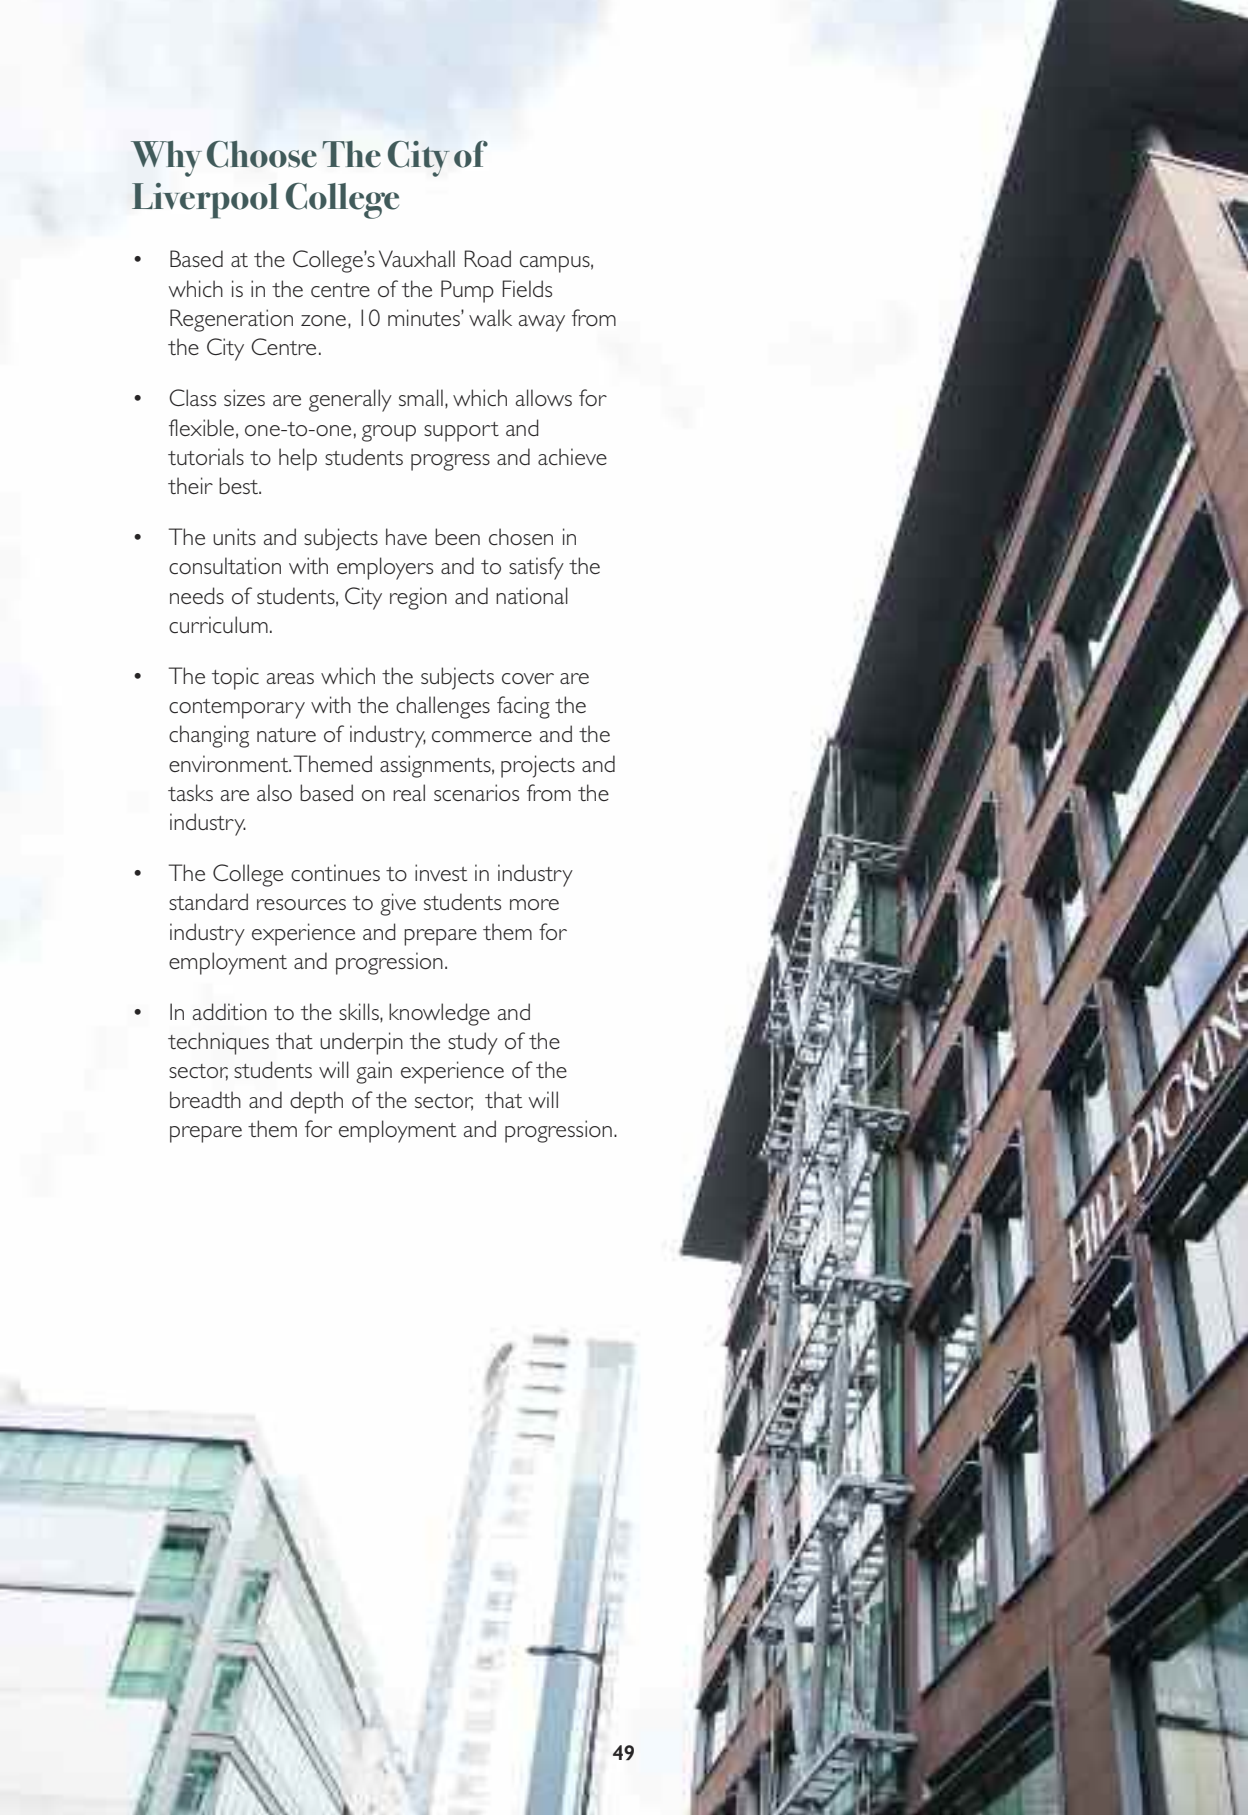 Why Choose The City of
Liverpool College
• Based at the College's Vauxhall Road campus,
which is in the centre of the Pump Fields
Regeneration zone, 10 minutes' walk away from
the City Centre.
• Class sizes are generally small, which allows for
flexible, one-to-one, group support and
tutorials to help students progress and achieve
their best.
• The units and subjects have been chosen in
consultation with employers and to satisfy the
needs of students, City region and national
curriculum.
• The topic areas which the subjects cover are
contemporary with the challenges facing the
changing nature of industry, commerce and the
environment. Themed assignments, projects and
tasks are also based on real scenarios from the
industry.
• The College continues to invest in industry
standard resources to give students more
industry experience and prepare them for
employment and progression.
• In addition to the skills, knowledge and
techniques that underpin the study of the
sector, students will gain experience of the
breadth and depth of the sector, that will
prepare them for employment and progression.
HILL DICKINS
49